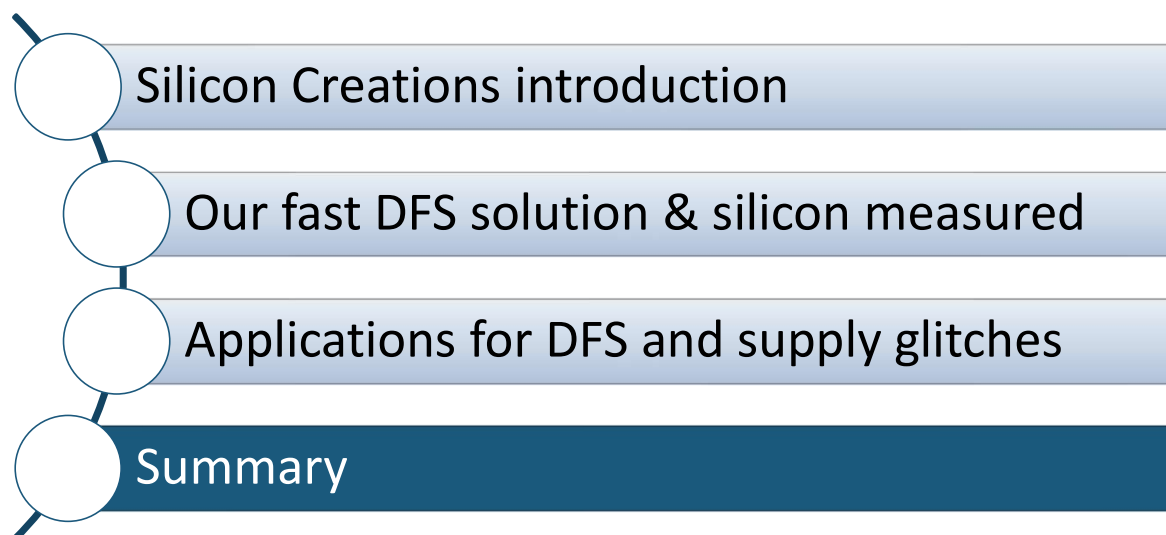 Silicon Creations introduction
Our fast DFS solution & silicon measured
Applications for DFS and supply glitches
Summary